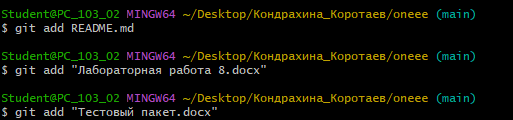 Student@PC_103_02 MINGW64 ~/Desktop/Кондрахина_Коротаев/oneee (main)
$ git add README.md
Student@PC_103_02 MINGW64 ~/Desktop/Кондрахина_Коротаев/oneee (main)
$ git add "Лабораторная работа 8.docx"
Student@PC_103_02 MINGW64 ~/Desktop/Кондрахина_Коротаев/oneee (main)
$ git add "Тестовый пакет.docx"